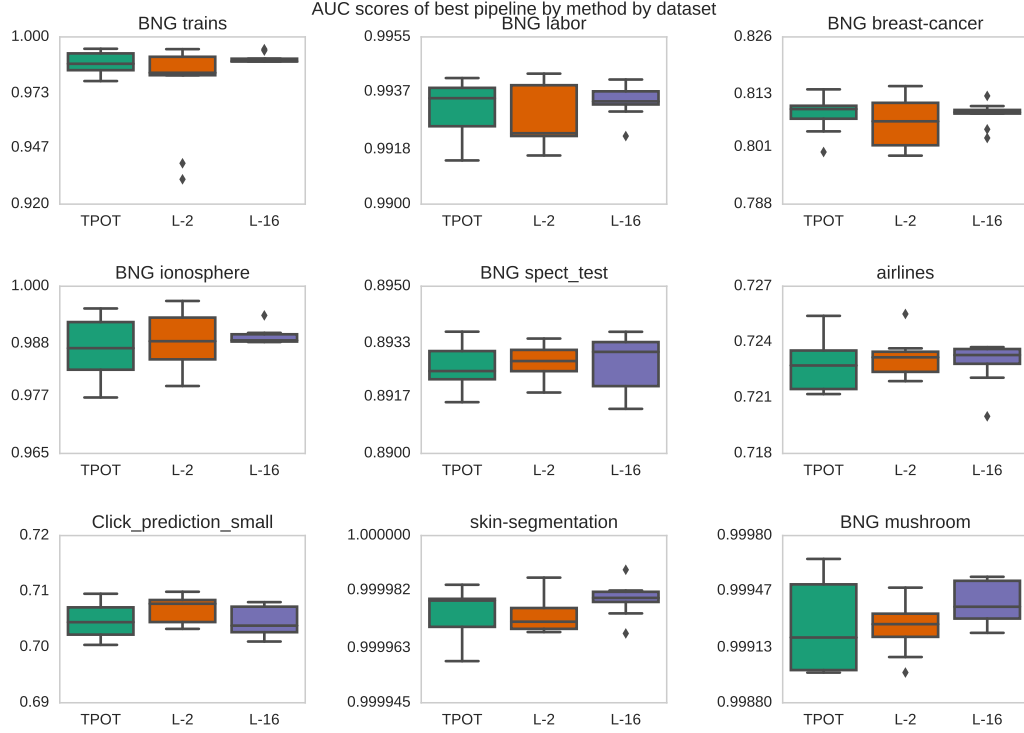 AUC scores of best pipeline by method by dataset
BNG trains
BNG labor
BNG breast-cancer
1.000
0.973
0.947
0.920
TPOT L-2 L-16
0.9955
0.9937
0.9918
0.9900
TPOT L-2 L-16
0.826
0.813
0.801
0.788
TPOT L-2 L-16
BNG ionosphere
BNG spect_test
airlines
1.000
0.988
0.977
0.965
TPOT L-2 L-16
0.8950
0.8933
0.8917
0.8900
TPOT L-2 L-16
0.727
0.724
0.721
0.718
TPOT L-2 L-16
Click_prediction_small
skin-segmentation
BNG mushroom
0.72
0.71
0.70
0.69
TPOT L-2 L-16
1.000000
0.999982
0.999963
0.999945
TPOT L-2 L-16
0.99980
0.99947
0.99913
0.99880
TPOT L-2 L-16